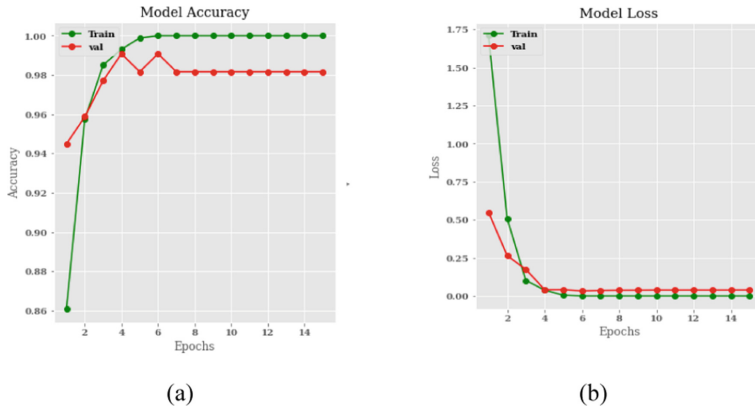 Model Accuracy
Train
val
1.00
0.98
0.96
0.94
0.92
0.90
0.88
0.86
Accuracy
2 4 6 8 10 12 14
Epochs
(a)
Model Loss
Train
val
1.75
1.50
1.25
1.00
0.75
0.50
0.25
0.00
Loss
2 4 6 8 10 12 14
Epochs
(b)